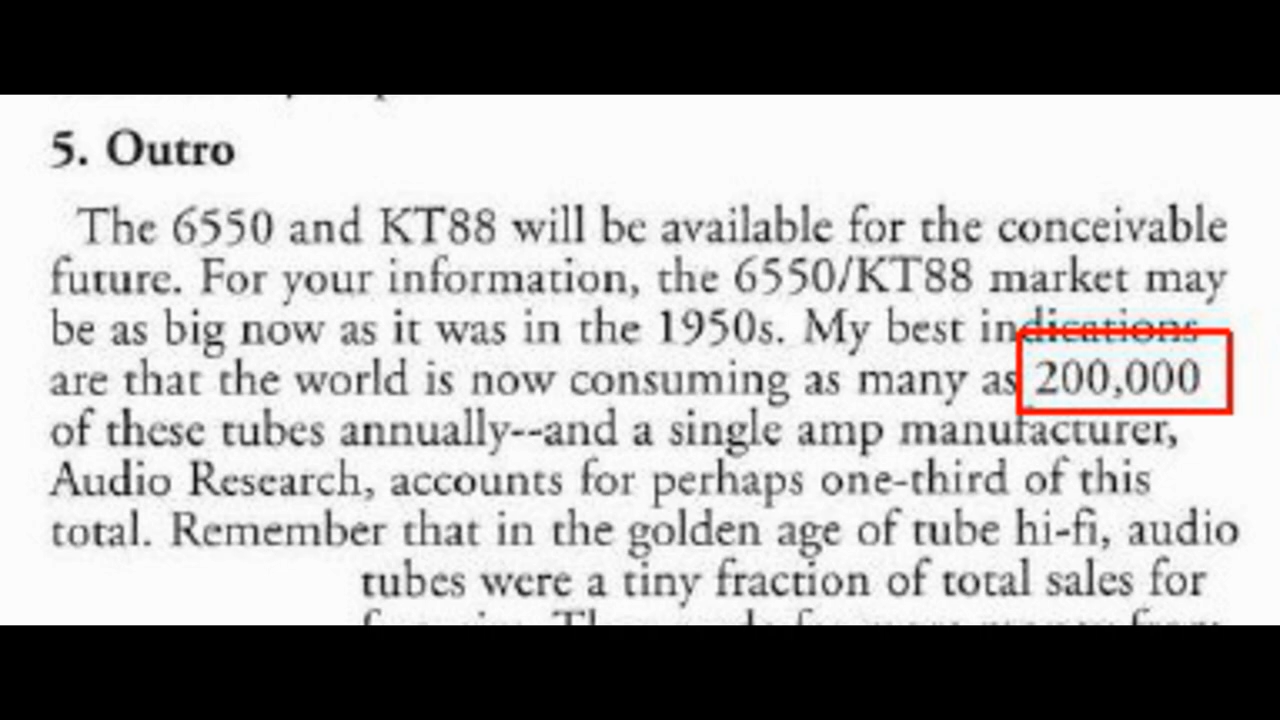 5. Outro
The 6550 and KT88 will be available for the conceivable
future. For your information, the 6550/KT88 market may
be as big now as it was in the 1950s. My best indications
are that the world is now consuming as many as 200,000
of these tubes annually--and a single amp manufacturer,
Audio Research, accounts for perhaps one-third of this
total. Remember that in the golden age of tube hi-fi, audio
tubes were a tiny fraction of total sales for